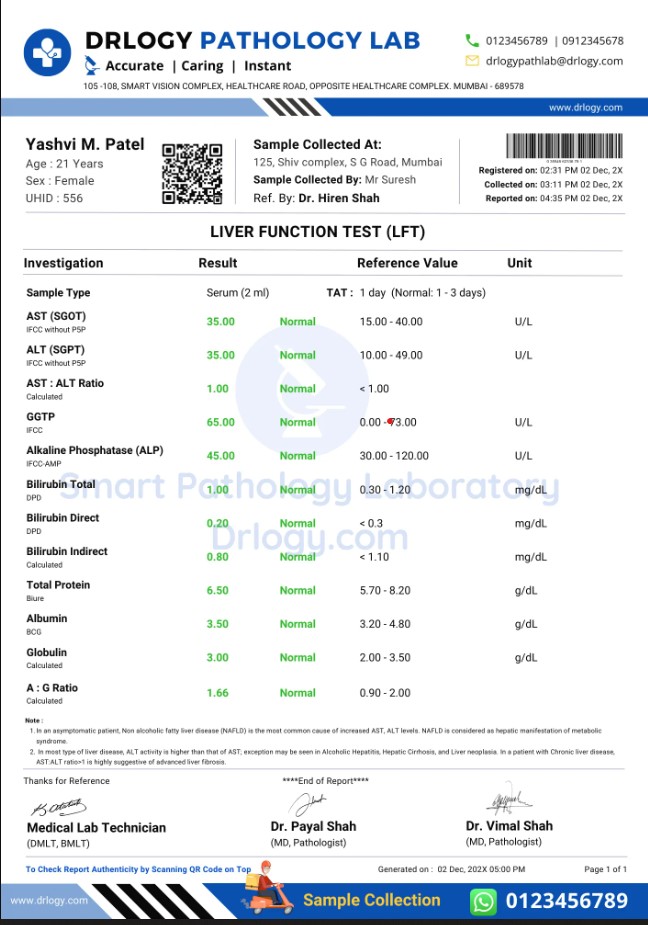 DRLOGY PATHOLOGY LAB
Accurate | Caring | Instant
0123456789 | 0912345678
drlogypathlab@drlogy.com
105 -108, SMART VISION COMPLEX, HEALTHCARE ROAD, OPPOSITE HEALTHCARE COMPLEX. MUMBAI - 689578
www.drlogy.com
Yashvi M. Patel
Age : 21 Years
Sex : Female
UHID : 556
Sample Collected At:
125, Shiv complex, S G Road, Mumbai
Sample Collected By: Mr Suresh
Ref. By: Dr. Hiren Shah
Registered on: 02:31 PM 02 Dec, 2X
Collected on: 03:11 PM 02 Dec, 2X
Reported on: 04:35 PM 02 Dec, 2X
LIVER FUNCTION TEST (LFT)
Investigation Result Reference Value Unit
Sample Type Serum (2 ml) TAT : 1 day (Normal: 1 - 3 days)
AST (SGOT) 35.00 Normal 15.00 - 40.00 U/L
IFCC without P5P
ALT (SGPT) 35.00 Normal 10.00 - 49.00 U/L
IFCC without P5P
AST : ALT Ratio 1.00 Normal < 1.00
Calculated
GGTP 65.00 Normal 0.00 - 73.00 U/L
IFCC
Alkaline Phosphatase (ALP) 45.00 Normal 30.00 - 120.00 U/L
IFCC-AMP
Smart Pathology Laboratory
Bilirubin Total 1.00 Normal 0.30 - 1.20 mg/dL
DPD
Bilirubin Direct 0.20 Normal < 0.3 mg/dL
DPD
Drlogy.com
Bilirubin Indirect 0.80 Normal < 1.10 mg/dL
Calculated
Total Protein 6.50 Normal 5.70 - 8.20 g/dL
Biure
Albumin 3.50 Normal 3.20 - 4.80 g/dL
BCG
Globulin 3.00 Normal 2.00 - 3.50 g/dL
Calculated
A : G Ratio 1.66 Normal 0.90 - 2.00
Calculated
Note :
1. In an asymptomatic patient, Non alcoholic fatty liver disease (NAFLD) is the most common cause of increased AST, ALT levels. NAFLD is considered as hepatic manifestation of metabolic
syndrome.
2. In most type of liver disease, ALT activity is higher than that of AST; exception may be seen in Alcoholic Hepatitis, Hepatic Cirrhosis, and Liver neoplasia. In a patient with Chronic liver disease,
AST:ALT ratio>1 is highly suggestive of advanced liver fibrosis.
Thanks for Reference ****End of Report****
Medical Lab Technician
(DMLT, BMLT)
Dr. Payal Shah
(MD, Pathologist)
Dr. Vimal Shah
(MD, Pathologist)
To Check Report Authenticity by Scanning QR Code on Top
Generated on : 02 Dec, 202X 05:00 PM
Page 1 of 1
www.drlogy.com
Sample Collection
0123456789